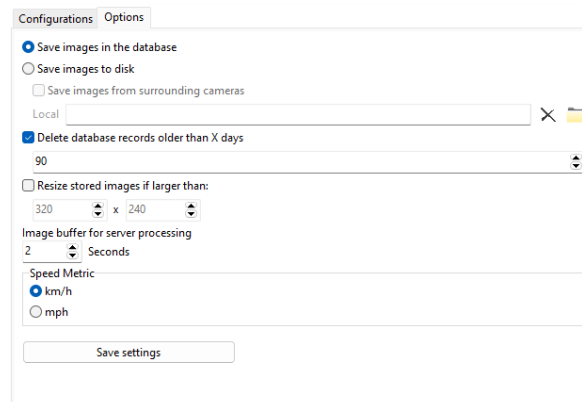 Configurations Options
Save images in the database
Save images to disk
Save images from surrounding cameras
Local
Delete database records older than X days
90
Resize stored images if larger than:
320 x 240
Image buffer for server processing
2 Seconds
Speed Metric
km/h
mph
Save settings